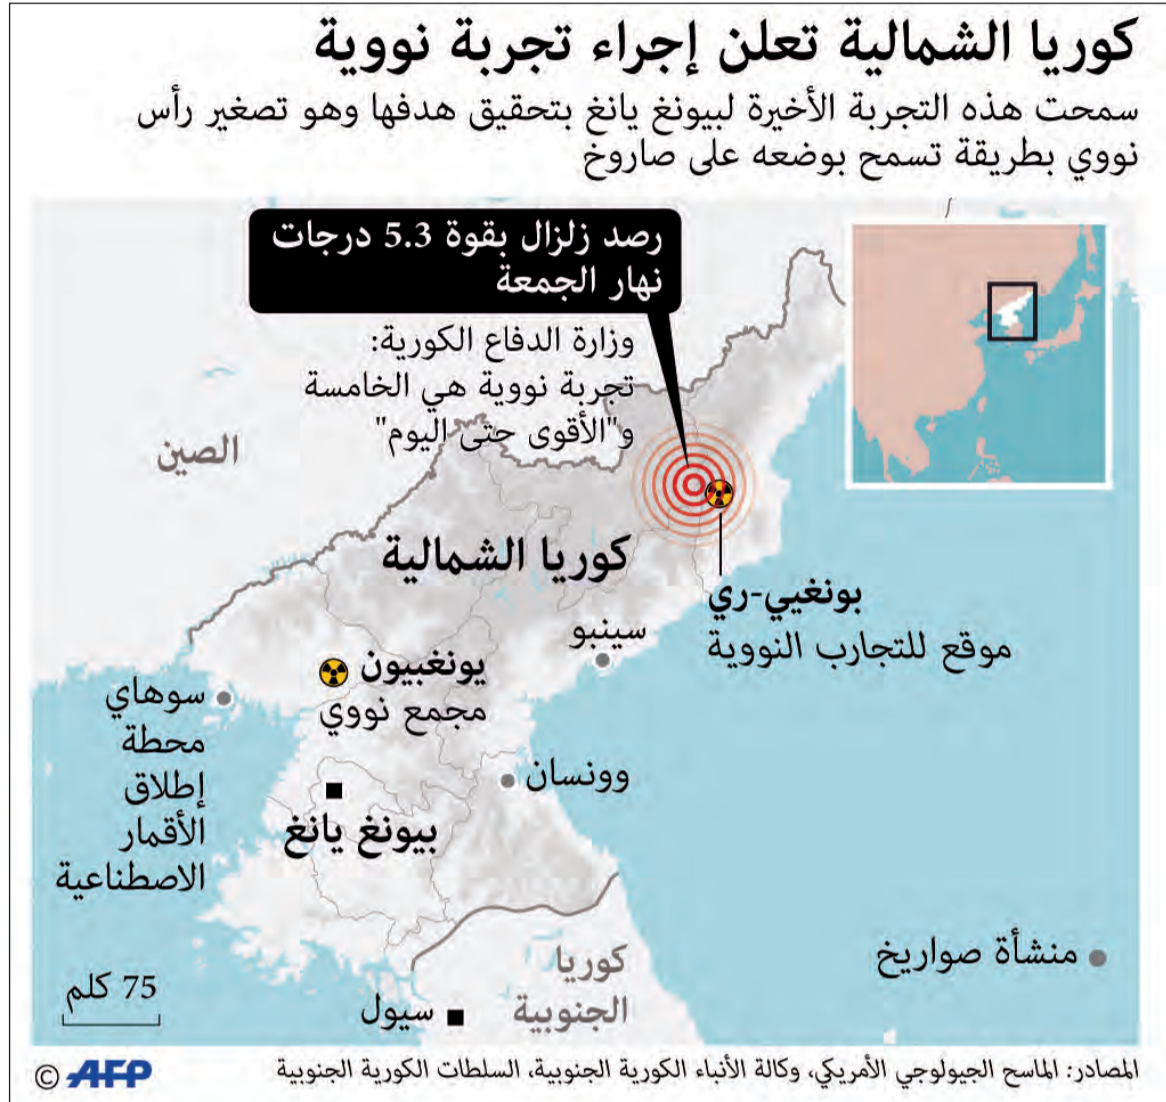 كوريا الشمالية تعلن إجراء تجربة نووية
سمحت هذه التجربة الأخيرة لبيونغ يانغ بتحقيق هدفها وهو تصغير رأس
نووي بطريقة تسمح بوضعه على صاروخ
رصد زلزال بقوة 5.3 درجات
نهار الجمعة
وزارة الدفاع الكورية:
تجربة نووية هي الخامسة
و"الأقوى حتى اليوم"
الصين
كوريا الشمالية
بونغيي-ري
موقع للتجارب النووية
سينبو
يونغبيون
مجمع نووي
سوهاي
محطة
إطلاق
الأقمار
الاصطناعية
وونسان
بيونغ يانغ
كوريا
الجنوبية
سيول
منشأة صواريخ
75 كلم
المصادر: الماسح الجيولوجي الأمريكي، وكالة الأنباء الكورية الجنوبية، السلطات الكورية الجنوبية
© AFP